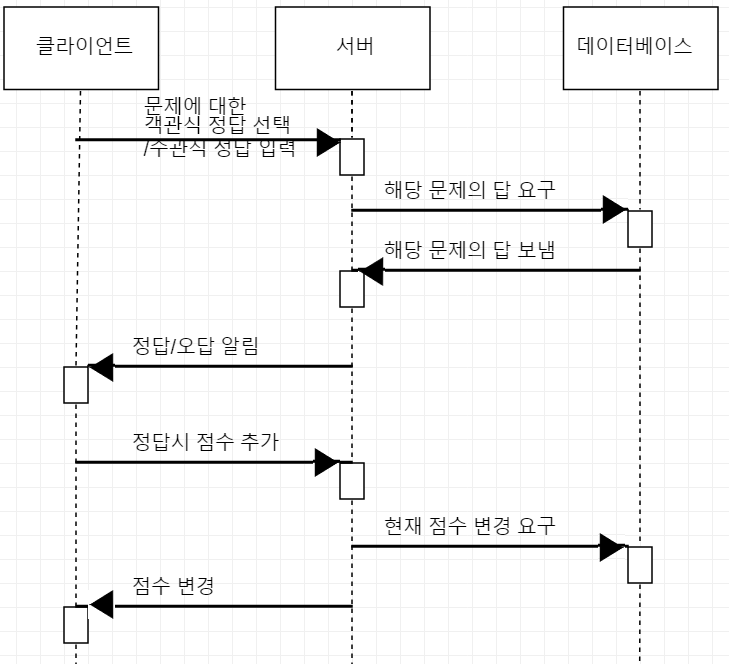 클라이언트
서버
데이터베이스
문제에 대한
객관식 정답 선택
/주관식 정답 입력
해당 문제의 답 요구
해당 문제의 답 보냄
정답/오답 알림
정답시 점수 추가
현재 점수 변경 요구
점수 변경